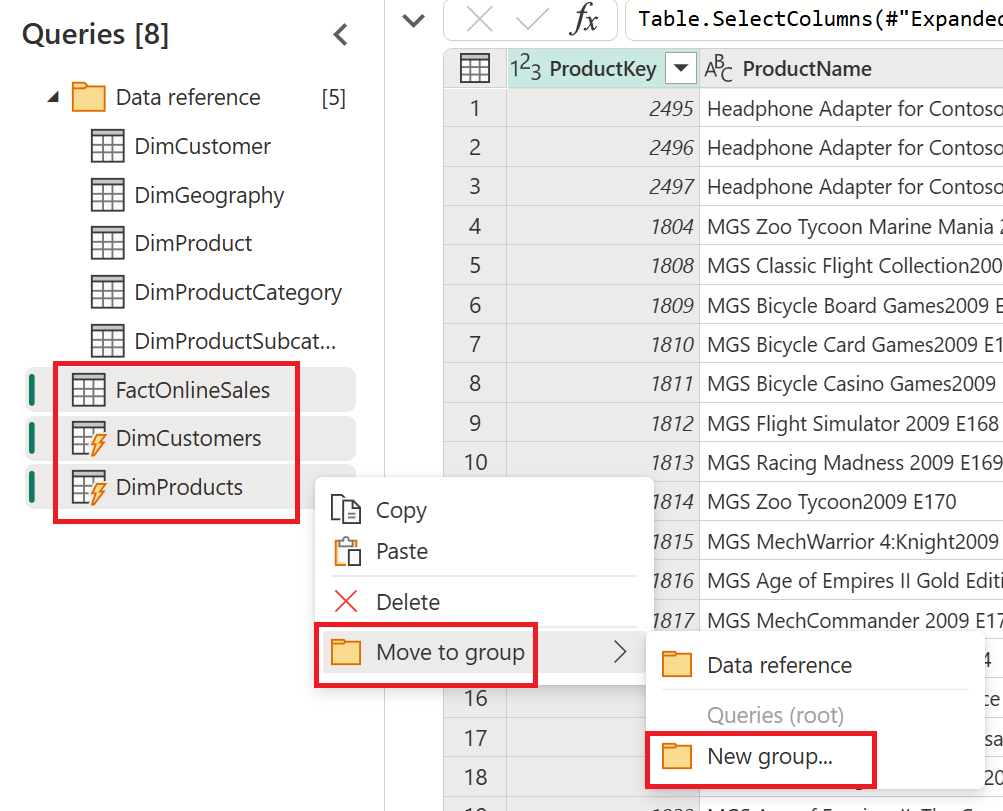 Queries [8]
Data reference [5]
DimCustomer
DimGeography
DimProduct
DimProductCategory
DimProductSubcat...
FactOnlineSales
DimCustomers
DimProducts
Copy
Paste
Delete
Move to group
Data reference
Queries (root)
New group...
fx Table.SelectColumns(#"Expanded
123 ProductKey ABC ProductName
1 2495 Headphone Adapter for Contoso
2 2496 Headphone Adapter for Contoso
3 2497 Headphone Adapter for Contoso
4 1804 MGS Zoo Tycoon Marine Mania 2
5 1808 MGS Classic Flight Collection200
6 1809 MGS Bicycle Board Games2009 E
7 1810 MGS Bicycle Card Games2009 E1
8 1811 MGS Bicycle Casino Games2009
9 1812 MGS Flight Simulator 2009 E168
10 1813 MGS Racing Madness 2009 E169
1814 MGS Zoo Tycoon2009 E170
1815 MGS MechWarrior 4:Knight2009
1816 MGS Age of Empires II Gold Editi
1817 MGS MechCommander 2009 E17
4
16 ce
17 sa
18 20